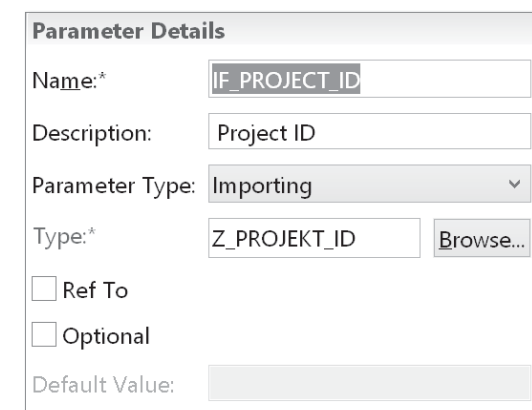 Parameter Details
Name:* IF_PROJECT_ID
Description: Project ID
Parameter Type: Importing
Type:* Z_PROJEKT_ID Browse...
Ref To
Optional
Default Value: